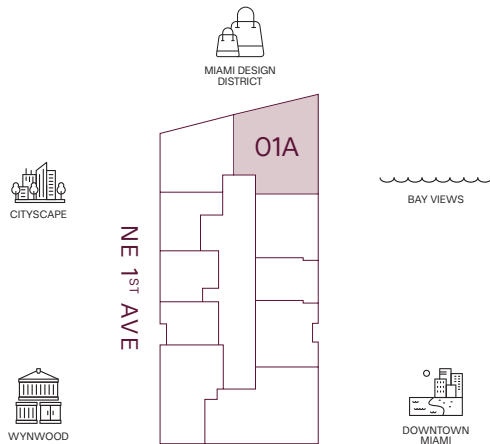 MIAMI DESIGN
DISTRICT
01A
CITYSCAPE
BAY VIEWS
NE 1ST AVE
WYNWOOD
DOWNTOWN
MIAMI